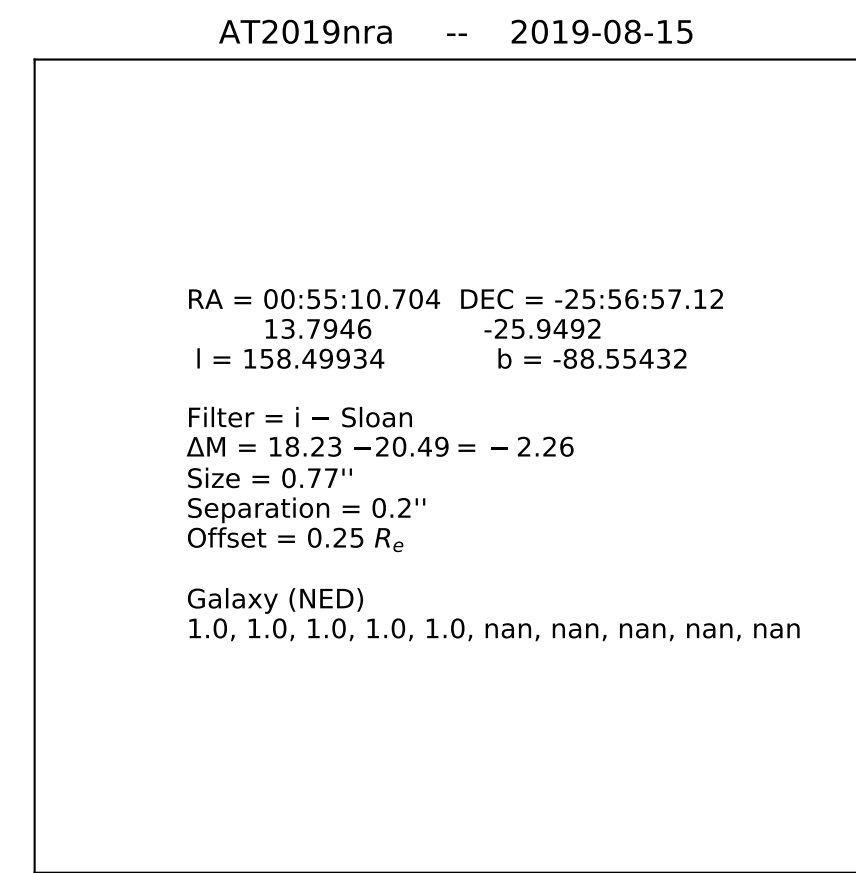 AT2019nra -- 2019-08-15
RA = 00:55:10.704 DEC = -25:56:57.12
13.7946 -25.9492
l = 158.49934 b = -88.55432
Filter = i − Sloan
ΔM = 18.23 −20.49 = − 2.26
Size = 0.77''
Separation = 0.2''
Offset = 0.25 Re
Galaxy (NED)
1.0, 1.0, 1.0, 1.0, 1.0, nan, nan, nan, nan, nan